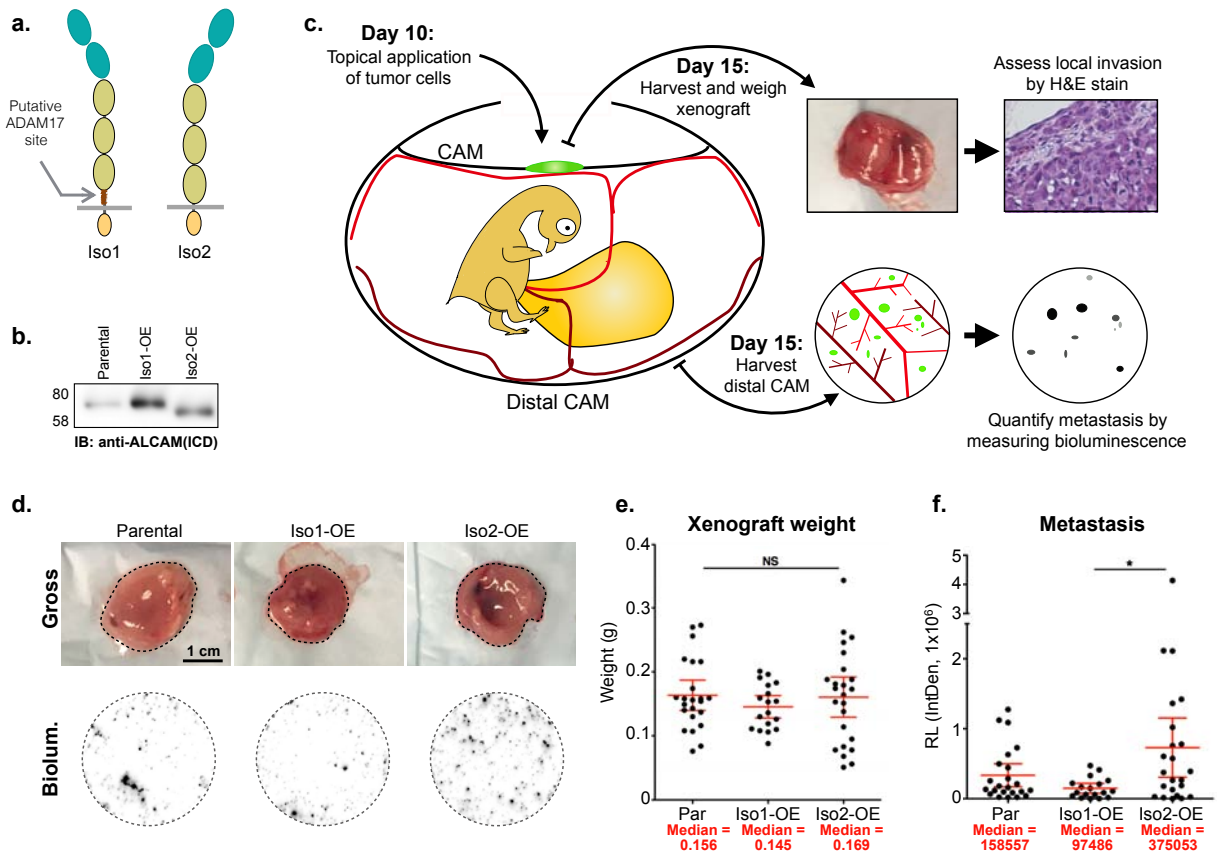 a.
Putative
ADAM17
site
Iso1
Iso2
b.
Parental
Iso1-OE
Iso2-OE
80
58
IB: anti-ALCAM(ICD)
c.
Day 10:
Topical application
of tumor cells
Day 15:
Harvest and weigh
xenograft
Assess local invasion
by H&E stain
CAM
Distal CAM
Day 15:
Harvest
distal CAM
Quantify metastasis by
measuring bioluminescence
d.
Parental
Iso1-OE
Iso2-OE
Gross
1 cm
Biolum.
e.
Xenograft weight
NS
Weight (g)
0.4
0.3
0.2
0.1
0.0
Par
Iso1-OE
Iso2-OE
Median =
0.156
Median =
0.145
Median =
0.169
f.
Metastasis
*
RL (IntDen, 1x10⁶)
5
4
3
2
1
0
Par
Iso1-OE
Iso2-OE
Median =
158557
Median =
97486
Median =
375053